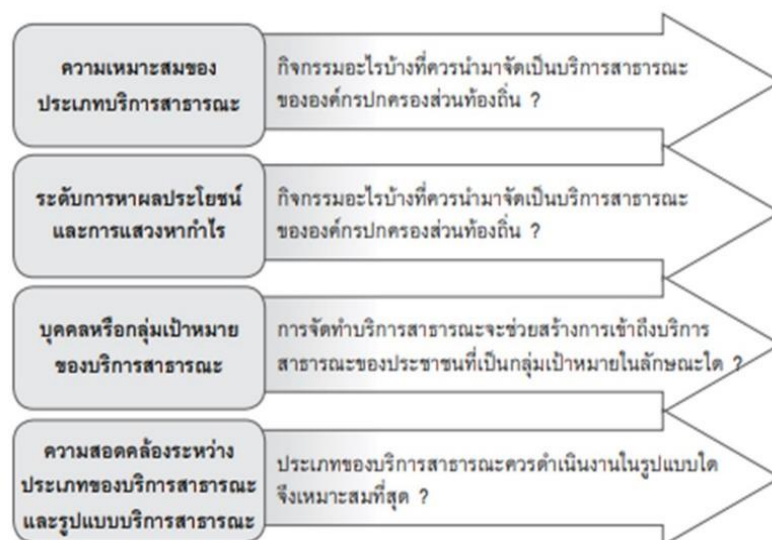 ความเหมาะสมของ
ประเภทบริการสาธารณะ
กิจกรรมอะไรบ้างที่ควรนำมาจัดเป็นบริการสาธารณะ
ขององค์กรปกครองส่วนท้องถิ่น ?
ระดับการหาผลประโยชน์
และการแสวงหากำไร
กิจกรรมอะไรบ้างที่ควรนำมาจัดเป็นบริการสาธารณะ
ขององค์กรปกครองส่วนท้องถิ่น ?
บุคคลหรือกลุ่มเป้าหมาย
ของบริการสาธารณะ
การจัดทำบริการสาธารณะจะช่วยสร้างการเข้าถึงบริการ
สาธารณะของประชาชนที่เป็นกลุ่มเป้าหมายในลักษณะใด ?
ความสอดคล้องระหว่าง
ประเภทของบริการสาธารณะ
และรูปแบบบริการสาธารณะ
ประเภทของบริการสาธารณะควรดำเนินงานในรูปแบบใด
จึงเหมาะสมที่สุด ?